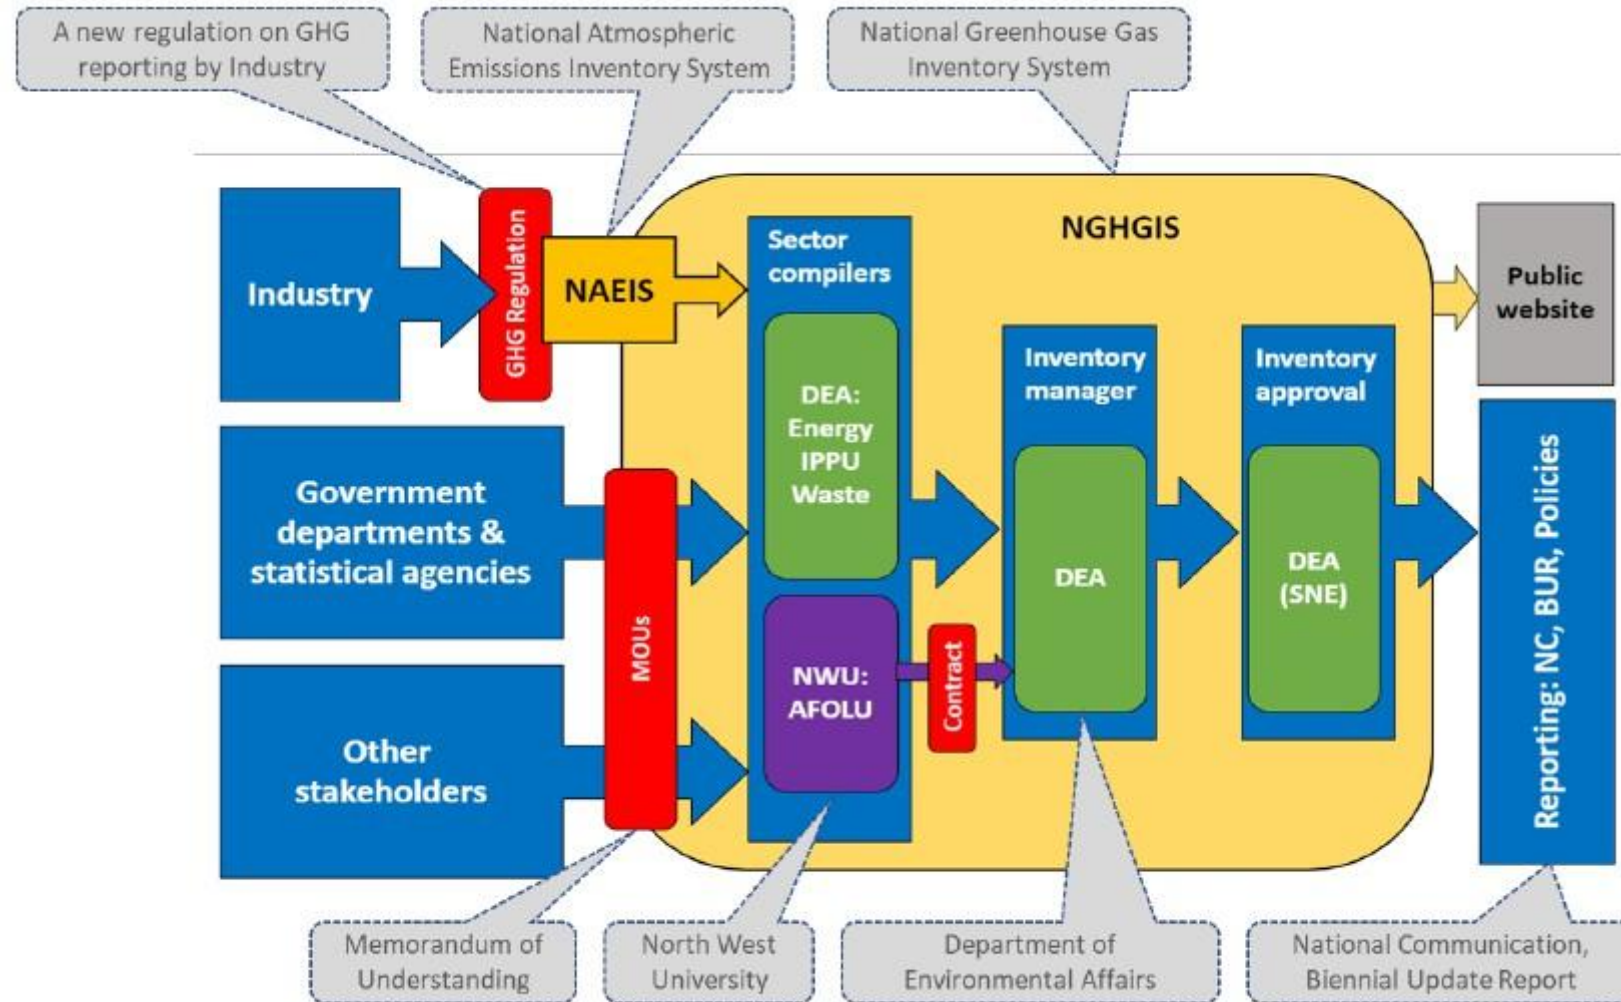 A new regulation on GHG
reporting by Industry
National Atmospheric
Emissions Inventory System
National Greenhouse Gas
Inventory System
Industry
GHG Regulation
NAEIS
Sector
compilers
NGHGIS
Public
website
DEA:
Energy
IPPU
Waste
Inventory
manager
Inventory
approval
Government
departments &
statistical agencies
MOUs
DEA
DEA
(SNE)
Reporting: NC, BUR, Policies
NWU:
AFOLU
Contract
Other
stakeholders
Memorandum of
Understanding
North West
University
Department of
Environmental Affairs
National Communication,
Biennial Update Report